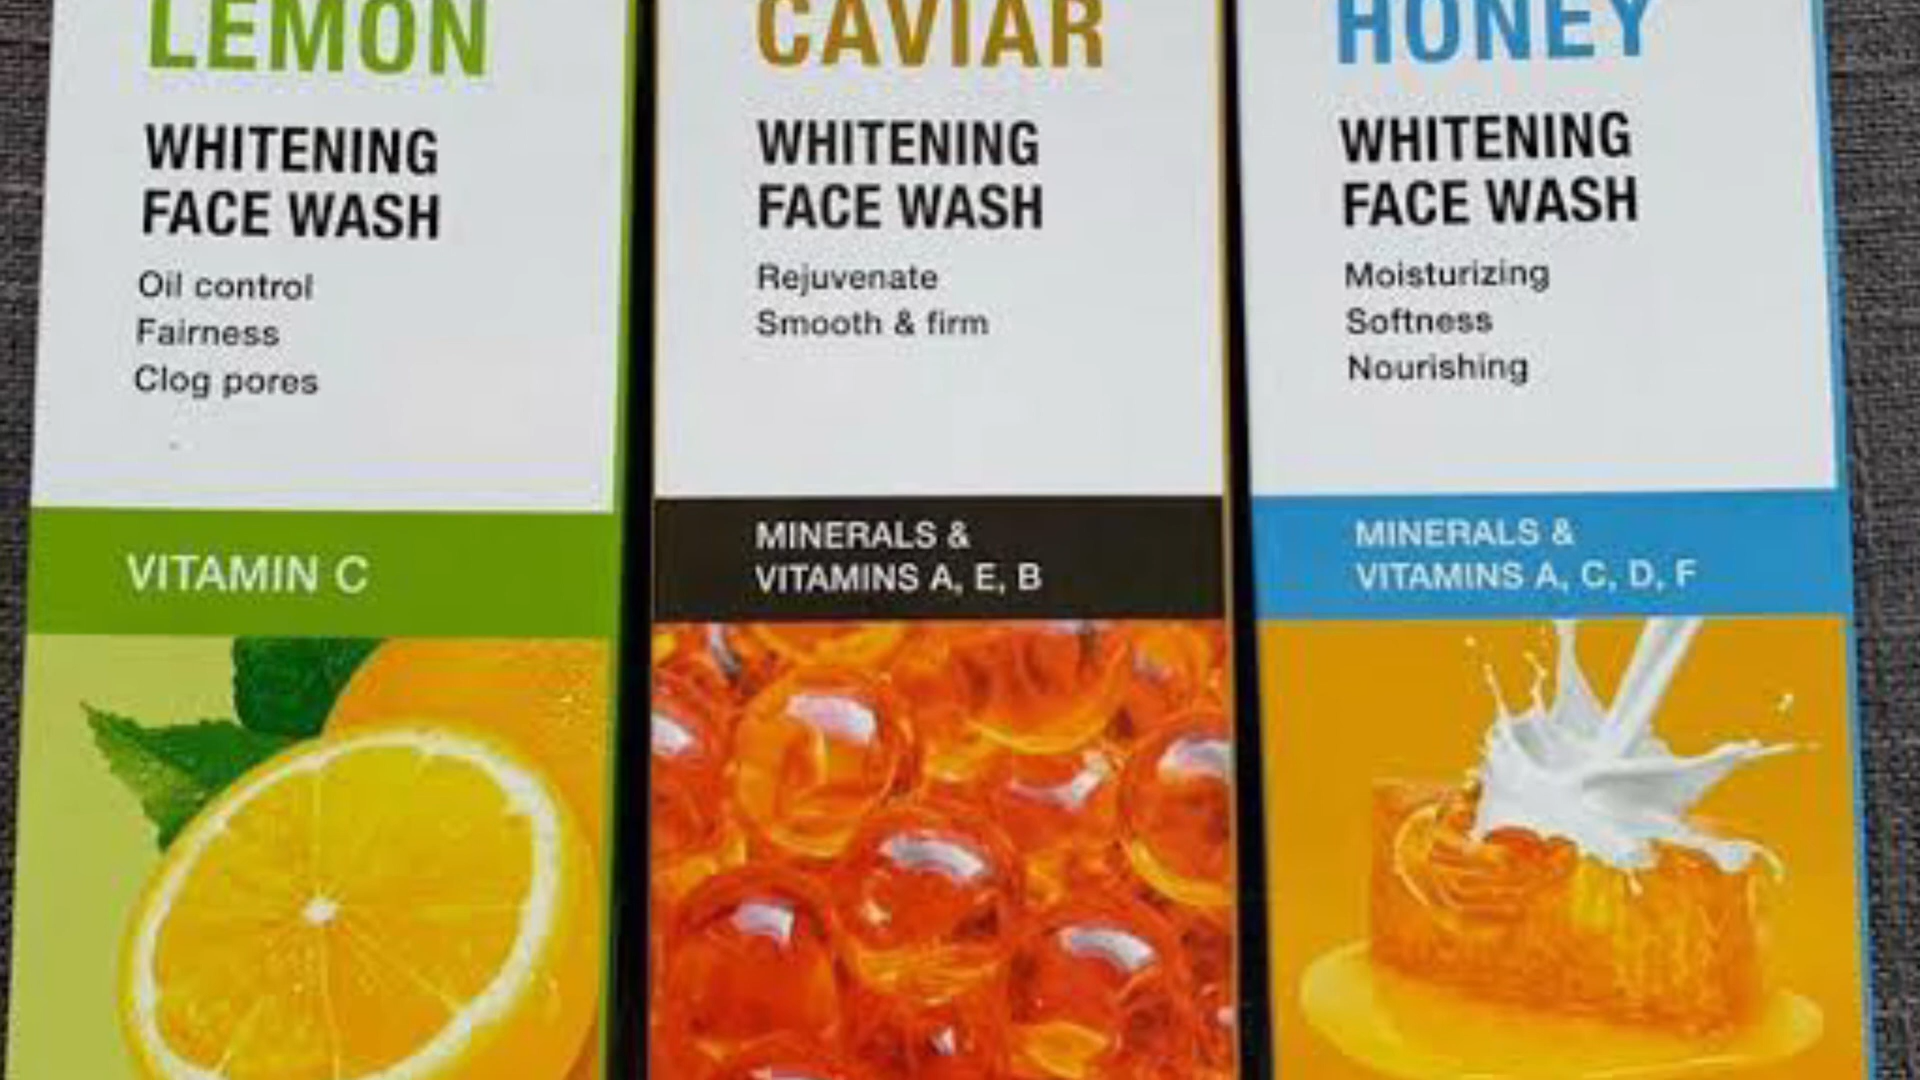 LEMON
WHITENING
FACE WASH
Oil control
Fairness
Clog pores
VITAMIN C
CAVIAR
WHITENING
FACE WASH
Rejuvenate
Smooth & firm
MINERALS &
VITAMINS A, E, B
HONEY
WHITENING
FACE WASH
Moisturizing
Softness
Nourishing
MINERALS &
VITAMINS A, C, D, F